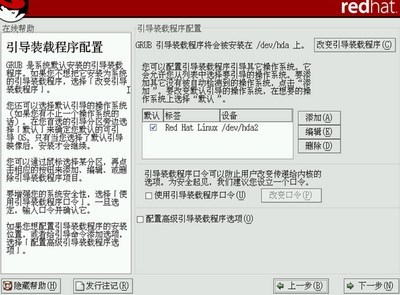 redhat.
在线帮助
引导装载程序配置
GRUB 是系统默认安装的引导装载
程序。如果您不想把它安装为系统
的引导装载程序，选择「改变引导
装载程序」。
您还可以选择默认引导的操作系统
（如果您有不止一个操作系统的
话）。在您首选的引导分区旁边选
择「默认」来确定您默认的可引
导 OS。只有当您选择了默认引导
映像后，安装才会继续。
您可以通过鼠标选择某分区，再点
击相应的按钮来添加、编辑、或删
除引导装载程序项目。
要增强您的系统安全性，选择「使
用引导装载程序口令」。一旦选
定，输入口令并确认它。
如果您想配置引导程序的安装
位置，或者给引导命令添加选项，
选择「配置高级引导装载程序选
引导装载程序配置
GRUB 引导装载程序将会被安装在 /dev/hda 上。
改变引导装载程序(C)
您可以配置引导装载程序引导其它操作系统。它
会允许您从列表中选择要引导的操作系统。要添
加其它没有被自动检测到的操作系统，点击 “添
加”。要改变默认引导的操作系统，在想要的操
作系统上选择 “默认”。
默认 标签 设备
Red Hat Linux /dev/hda2
添加(A)
编辑(E)
删除(D)
引导装载程序口令可以防止用户改变传递给内核的
选项。为安全起见，我们建议您设立一个口令。
使用引导装载程序口令(U)
改变口令(P)
配置高级引导装载程序选项(O)
隐藏帮助(H)
发行注记(R)
上一步(B)
下一步(N)